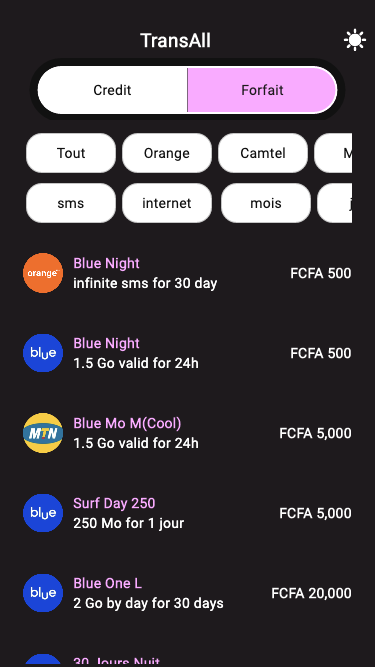 TransAll
Credit Forfait
Tout Orange Camtel M
sms internet mois j
orange Blue Night FCFA 500
infinite sms for 30 day
blue Blue Night FCFA 500
1.5 Go valid for 24h
MTN Blue Mo M(Cool) FCFA 5,000
1.5 Go valid for 24h
blue Surf Day 250 FCFA 5,000
250 Mo for 1 jour
blue Blue One L FCFA 20,000
2 Go by day for 30 days
blue 30 Jours Nuit